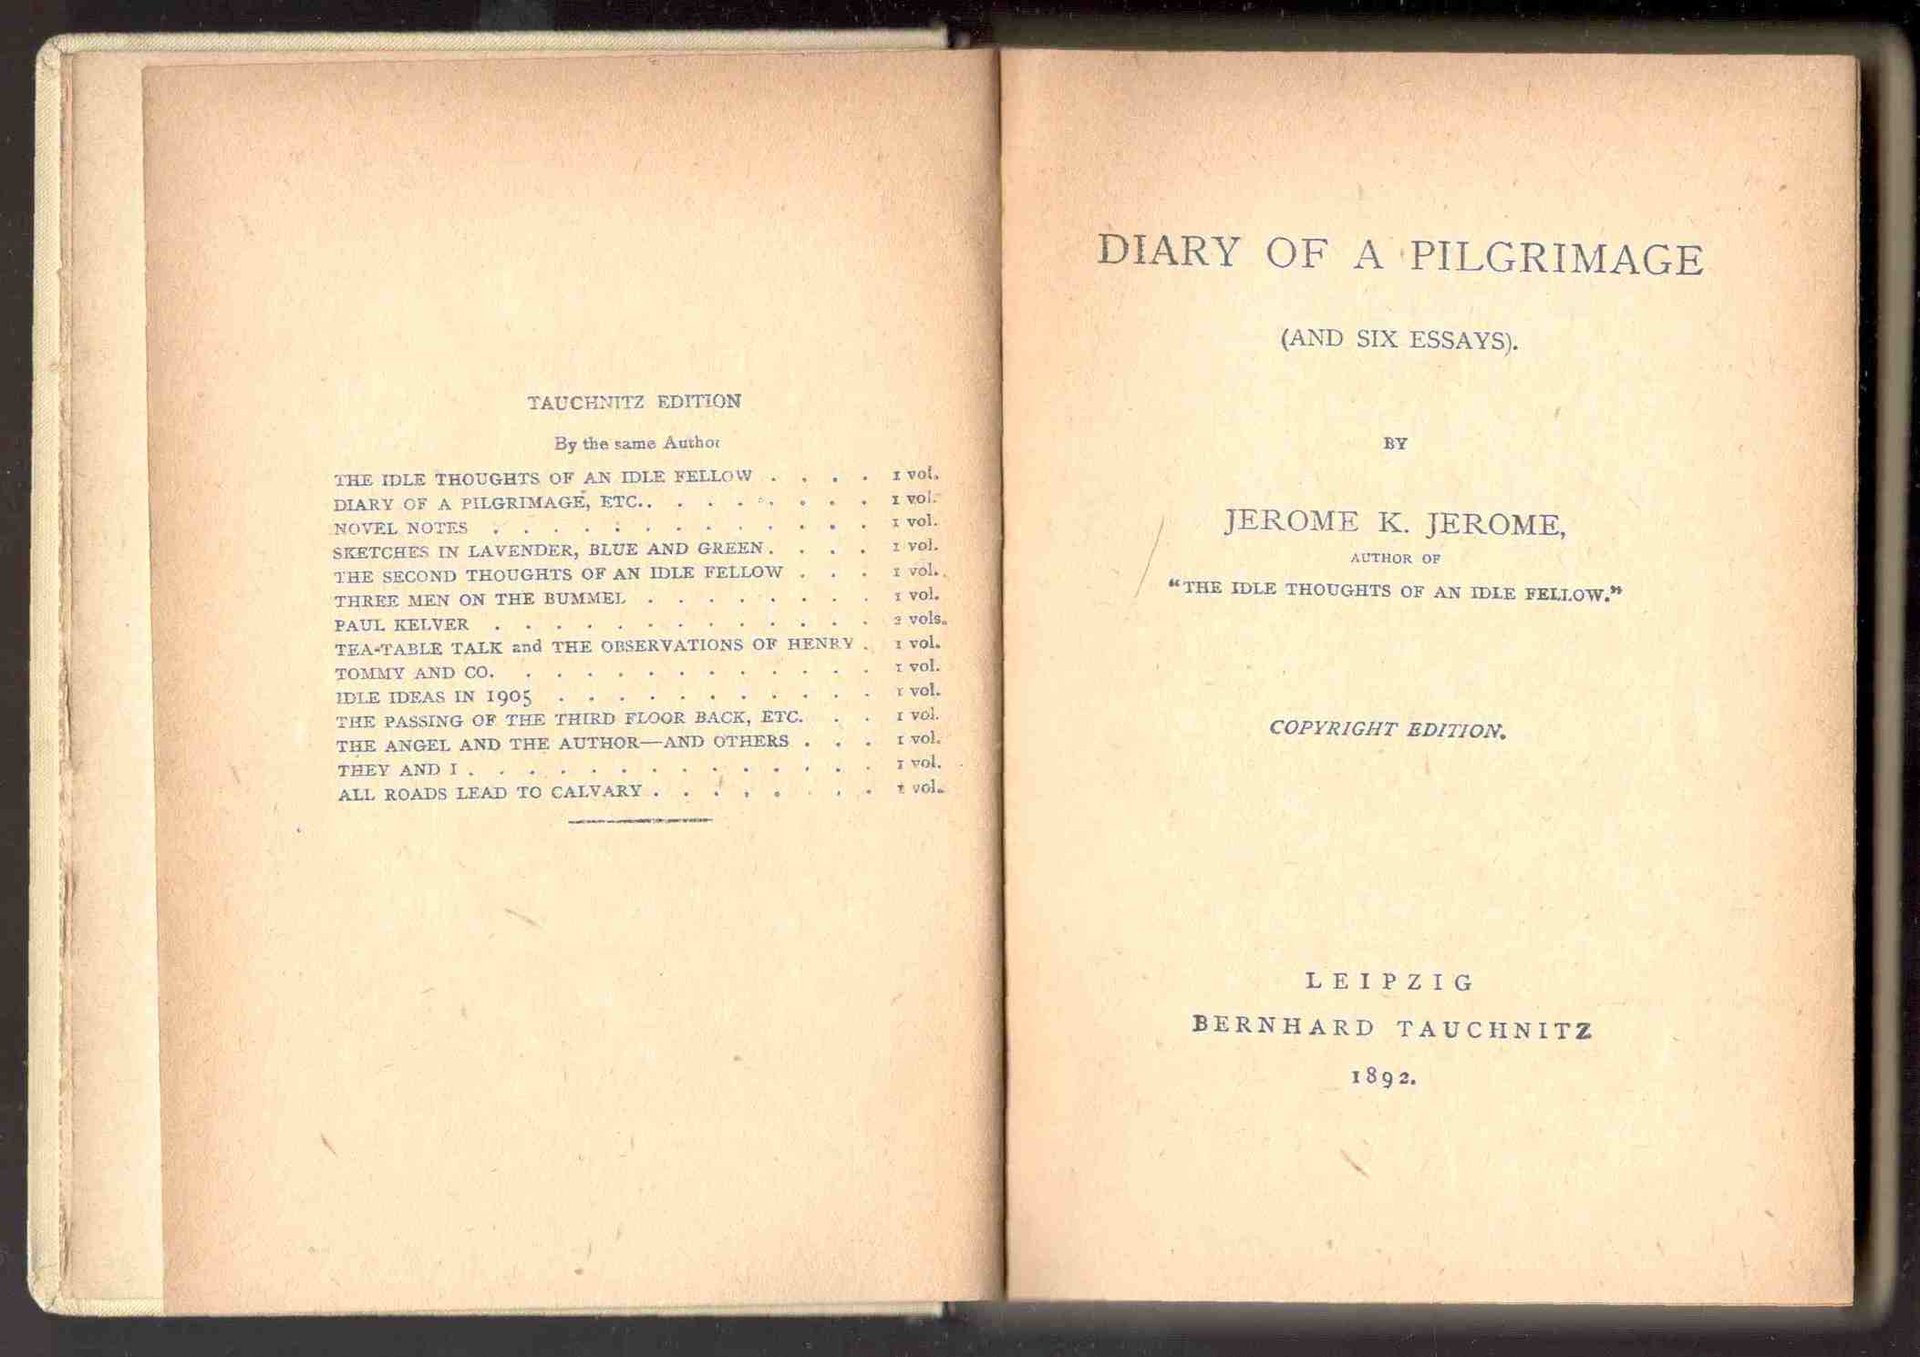 TAUCHNITZ EDITION
By the same Author
THE IDLE THOUGHTS OF AN IDLE FELLOW . . . . 1 vol.
DIARY OF A PILGRIMAGE, ETC.. . . . . . . . 1 vol.
NOVEL NOTES . . . . . . . . . . . . . 1 vol.
SKETCHES IN LAVENDER, BLUE AND GREEN. . . . 1 vol.
THE SECOND THOUGHTS OF AN IDLE FELLOW . . . 1 vol.
THREE MEN ON THE BUMMEL . . . . . . . . 1 vol.
PAUL KELVER . . . . . . . . . . . . . 2 vols.
TEA-TABLE TALK and THE OBSERVATIONS OF HENRY . 1 vol.
TOMMY AND CO. . . . . . . . . . . . . 1 vol.
IDLE IDEAS IN 1905 . . . . . . . . . . . 1 vol.
THE PASSING OF THE THIRD FLOOR BACK, ETC. . . 1 vol.
THE ANGEL AND THE AUTHOR—AND OTHERS . . . 1 vol.
THEY AND I . . . . . . . . . . . . . . 1 vol.
ALL ROADS LEAD TO CALVARY . . . . . . . . 1 vol.
DIARY OF A PILGRIMAGE
(AND SIX ESSAYS).
BY
JEROME K. JEROME,
AUTHOR OF
“THE IDLE THOUGHTS OF AN IDLE FELLOW.”
COPYRIGHT EDITION.
LEIPZIG
BERNHARD TAUCHNITZ
1892.